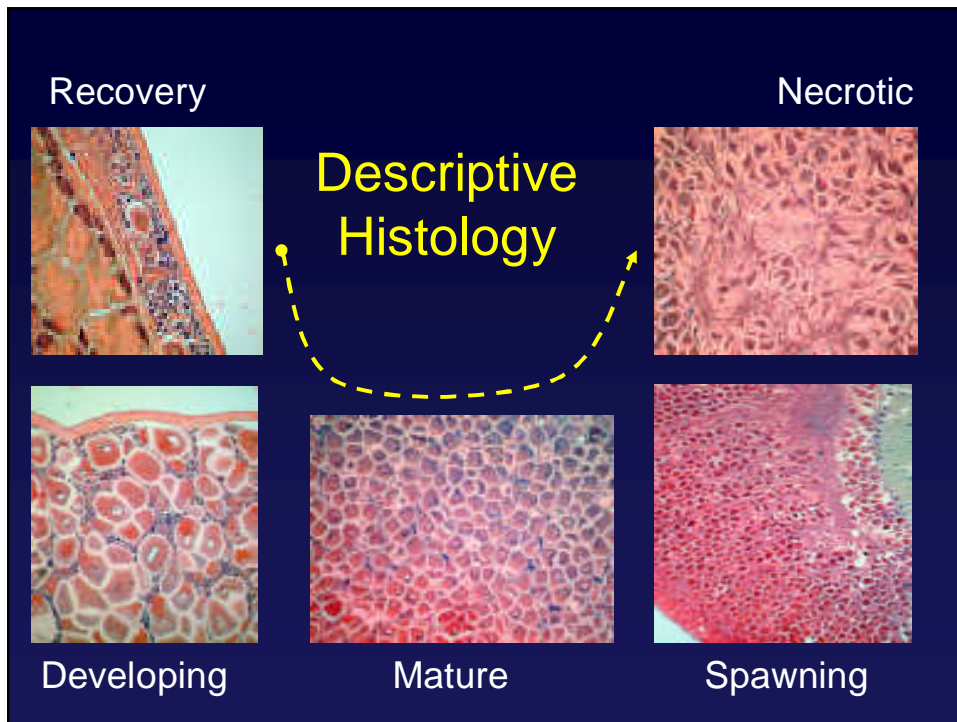 Recovery
Necrotic
Descriptive
Histology
Developing
Mature
Spawning